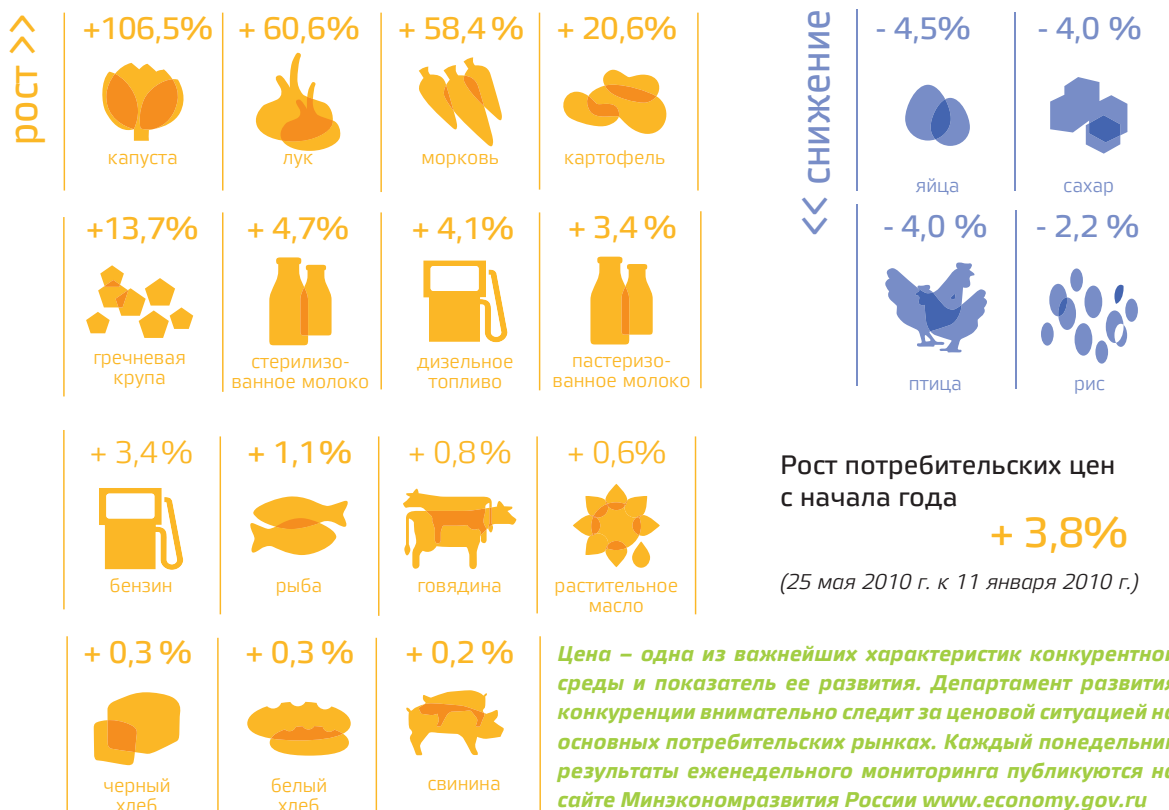 рост >>
+106,5%
капуста
+ 60,6%
лук
+ 58,4 %
морковь
+ 20,6%
картофель
+13,7%
гречневая
крупа
+ 4,7%
стерилизо-
ванное молоко
+ 4,1%
дизельное
топливо
+ 3,4 %
пастеризо-
ванное молоко
+ 3,4%
бензин
+ 1,1%
рыба
+ 0,8%
говядина
+ 0,6%
растительное
масло
+ 0,3 %
черный
хлеб
+ 0,3 %
белый
хлеб
+ 0,2 %
свинина
<< снижение
- 4,5%
яйца
- 4,0 %
сахар
- 4,0 %
птица
- 2,2 %
рис
Рост потребительских цен
с начала года
+ 3,8%
(25 мая 2010 г. к 11 января 2010 г.)
Цена – одна из важнейших характеристик конкурентной
среды и показатель ее развития. Департамент развития
конкуренции внимательно следит за ценовой ситуацией на
основных потребительских рынках. Каждый понедельник
результаты еженедельного мониторинга публикуются на
сайте Минэкономразвития России www.economy.gov.ru